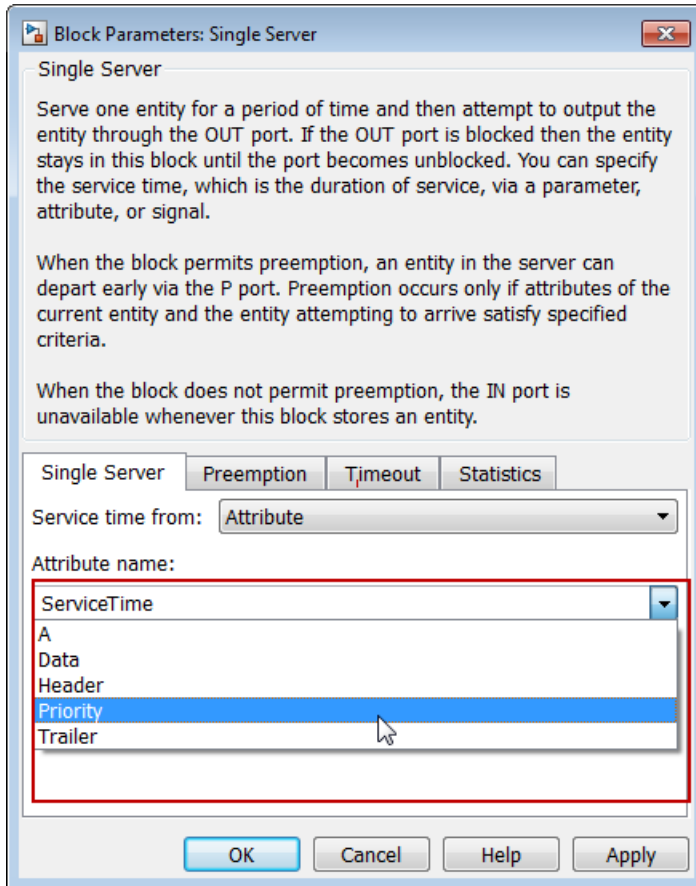 Block Parameters: Single Server
Single Server
Serve one entity for a period of time and then attempt to output the
entity through the OUT port. If the OUT port is blocked then the entity
stays in this block until the port becomes unblocked. You can specify
the service time, which is the duration of service, via a parameter,
attribute, or signal.
When the block permits preemption, an entity in the server can
depart early via the P port. Preemption occurs only if attributes of the
current entity and the entity attempting to arrive satisfy specified
criteria.
When the block does not permit preemption, the IN port is
unavailable whenever this block stores an entity.
Single Server Preemption Timeout Statistics
Service time from: Attribute
Attribute name:
ServiceTime
A
Data
Header
Priority
Trailer
OK Cancel Help Apply